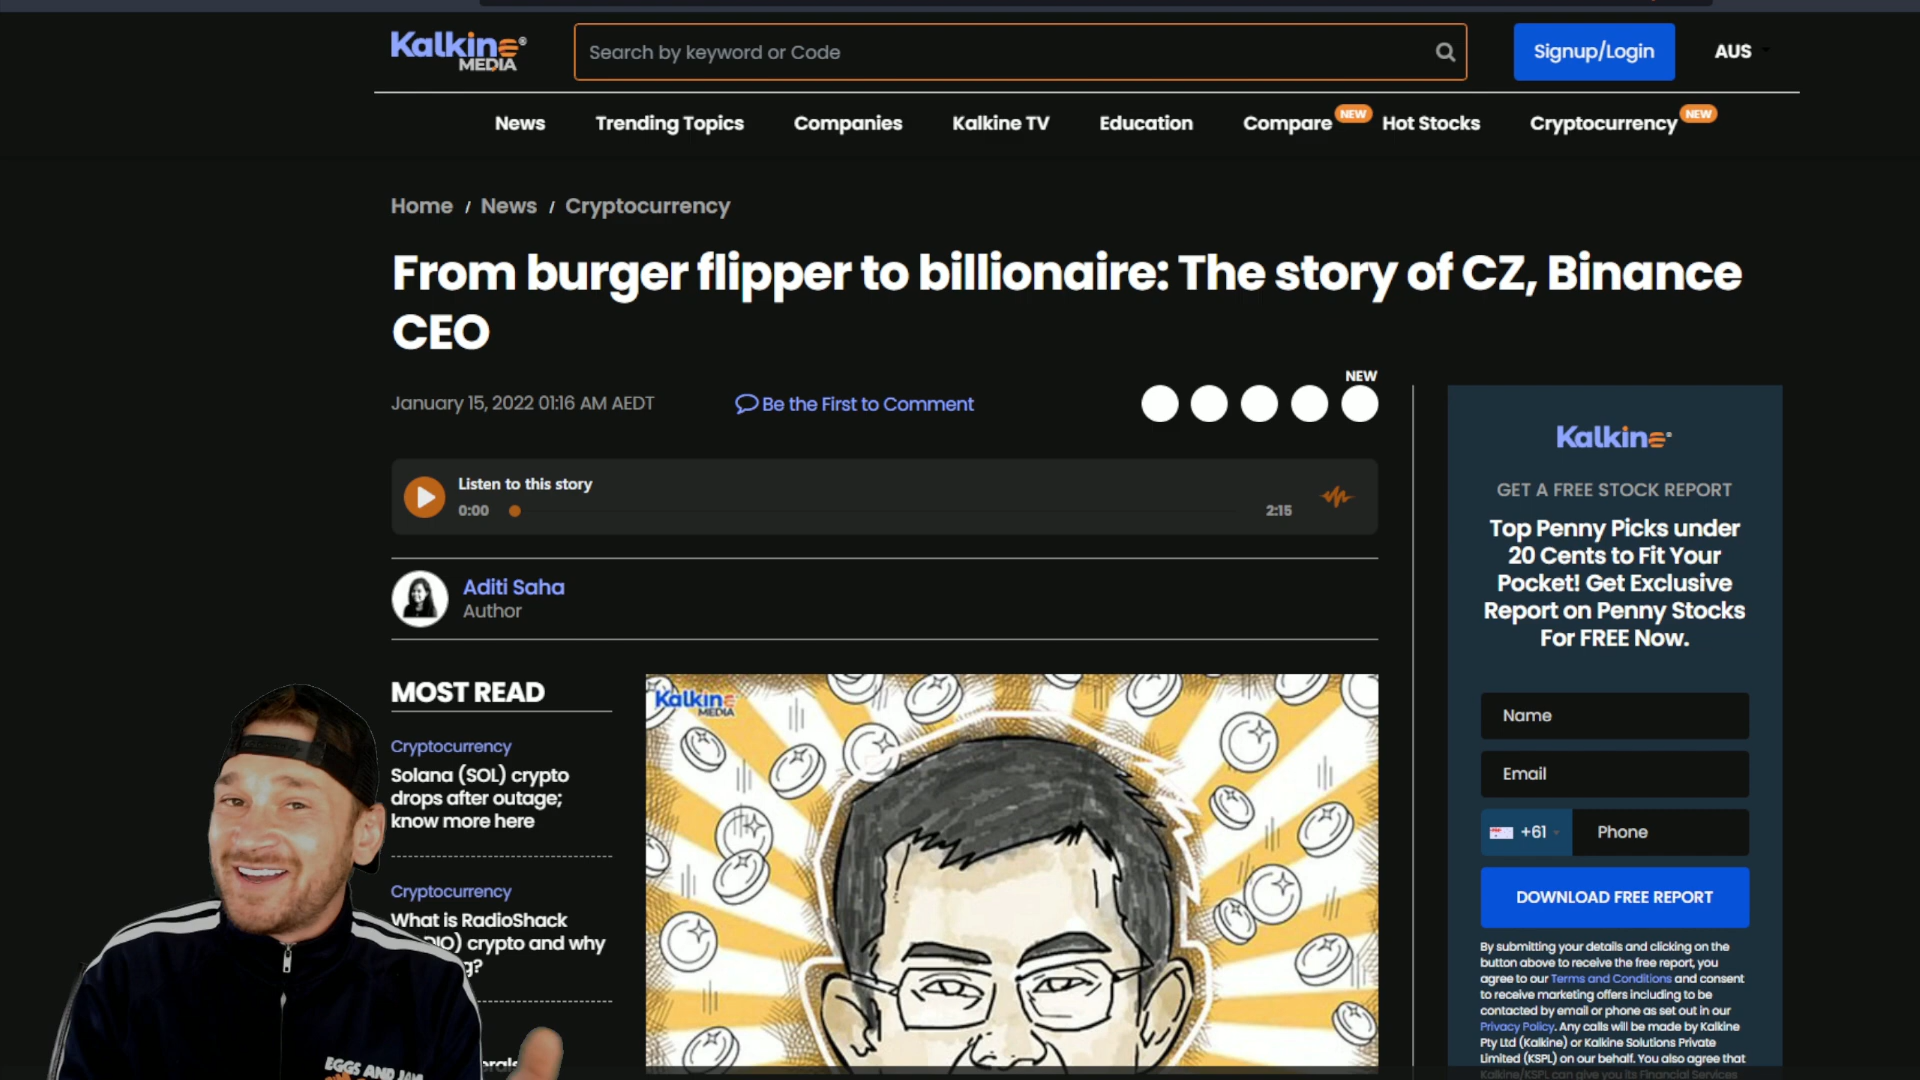 Kalkine®
MEDIA
Search by keyword or Code
Signup/Login
AUS
News
Trending Topics
Companies
Kalkine TV
Education
Compare
NEW
Hot Stocks
Cryptocurrency
NEW
Home / News / Cryptocurrency
From burger flipper to billionaire: The story of CZ, Binance
CEO
January 15, 2022 01:16 AM AEDT
Be the First to Comment
NEW
Listen to this story
0:00
2:15
Aditi Saha
Author
MOST READ
Cryptocurrency
Solana (SOL) crypto
drops after outage;
know more here
Cryptocurrency
What is RadioShack
crypto and why
Kalkine
MEDIA
EGGS AND
Kalkine®
GET A FREE STOCK REPORT
Top Penny Picks under
20 Cents to Fit Your
Pocket! Get Exclusive
Report on Penny Stocks
For FREE Now.
Name
Email
+61
Phone
DOWNLOAD FREE REPORT
By submitting your details and clicking on the
button above to receive the free report, you
agree to our Terms and Conditions and consent
to receive marketing offers including to be
contacted by email or phone as set out in our
Privacy Policy. Any calls will be made by Kalkine
Pty Ltd (Kalkine) or Kalkine Solutions Private
Limited (KSPL) on our behalf. You also agree that
Kalkine/KSPL can give you its Financial Services